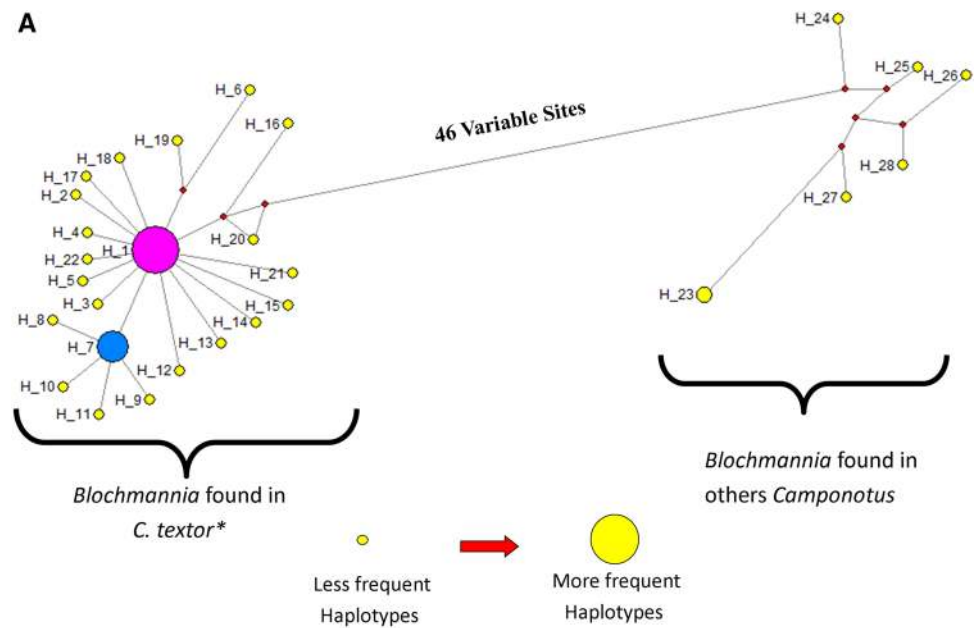 A
H_24
H_25
H_26
H_6
H_16
46 Variable Sites
H_19
H_18
H_17
H_2
H_28
H_27
H_4
H_1
H_20
H_22
H_21
H_5
H_23
H_3
H_15
H_8
H_14
H_7
H_13
H_12
H_10
H_9
H_11
Blochmannia found in
C. textor*
Blochmannia found in
others Camponotus
Less frequent
Haplotypes
More frequent
Haplotypes